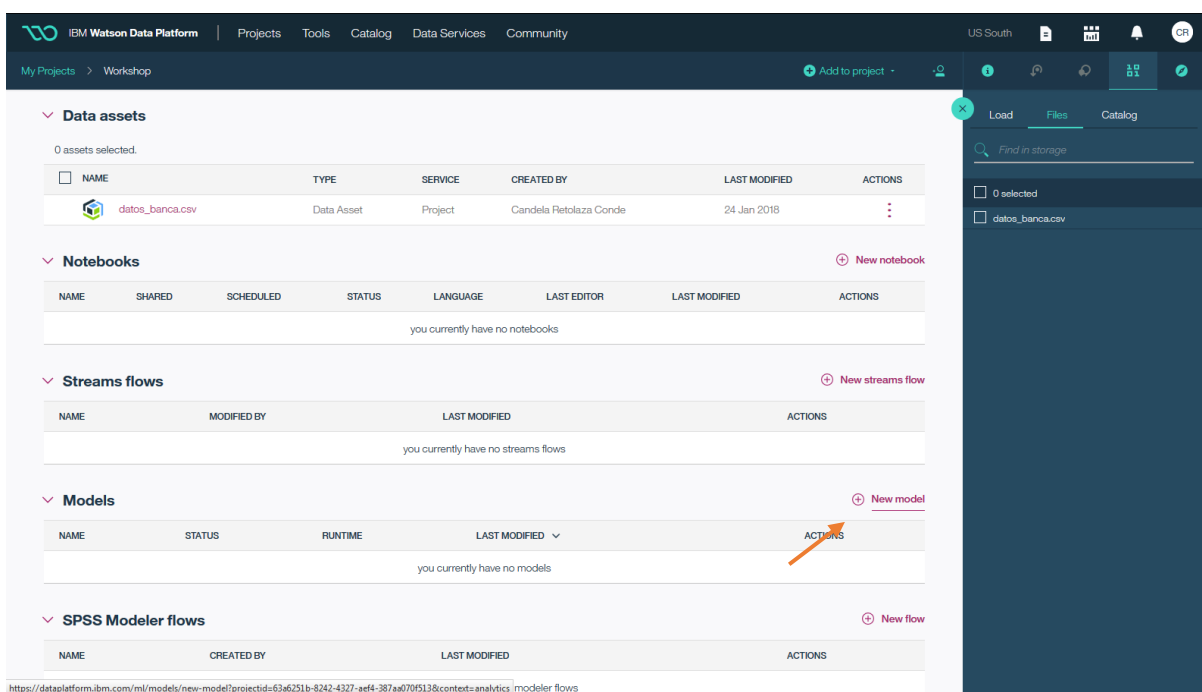 IBM Watson Data Platform Projects Tools Catalog Data Services Community US South CR
My Projects > Workshop Add to project
Load Files Catalog
Find in storage
0 selected
datos_banca.csv
Data assets
0 assets selected.
NAME TYPE SERVICE CREATED BY LAST MODIFIED ACTIONS
datos_banca.csv Data Asset Project Candela Retolaza Conde 24 Jan 2018
Notebooks New notebook
NAME SHARED SCHEDULED STATUS LANGUAGE LAST EDITOR LAST MODIFIED ACTIONS
you currently have no notebooks
Streams flows New streams flow
NAME MODIFIED BY LAST MODIFIED ACTIONS
you currently have no streams flows
Models New model
NAME STATUS RUNTIME LAST MODIFIED ACTIONS
you currently have no models
SPSS Modeler flows New flow
NAME CREATED BY LAST MODIFIED ACTIONS
https://dataplatform.ibm.com/ml/models/new-model?projectid=63a6251b-8242-4327-aef4-387aa070f513&context=analytics modeler flows